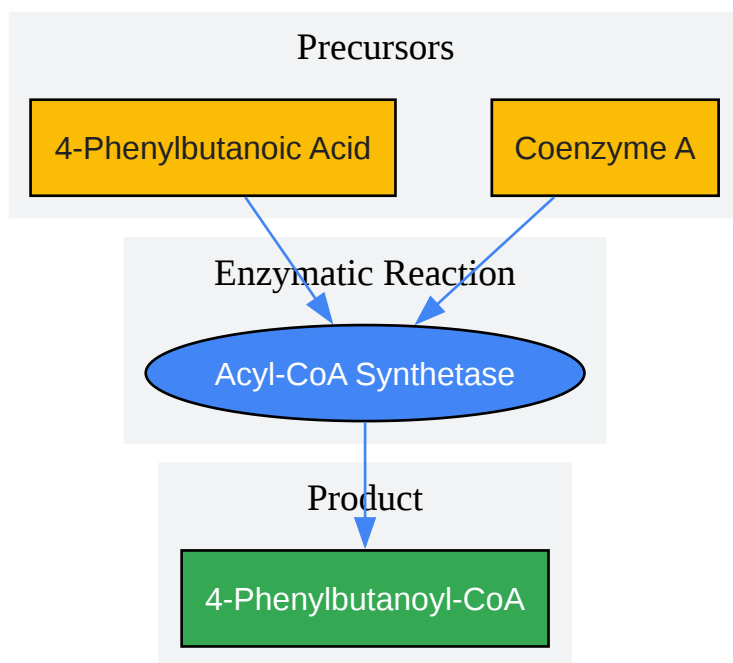 Precursors
4-Phenylbutanoic Acid
Coenzyme A
Enzymatic Reaction
Acyl-CoA Synthetase
Product
4-Phenylbutanoyl-CoA